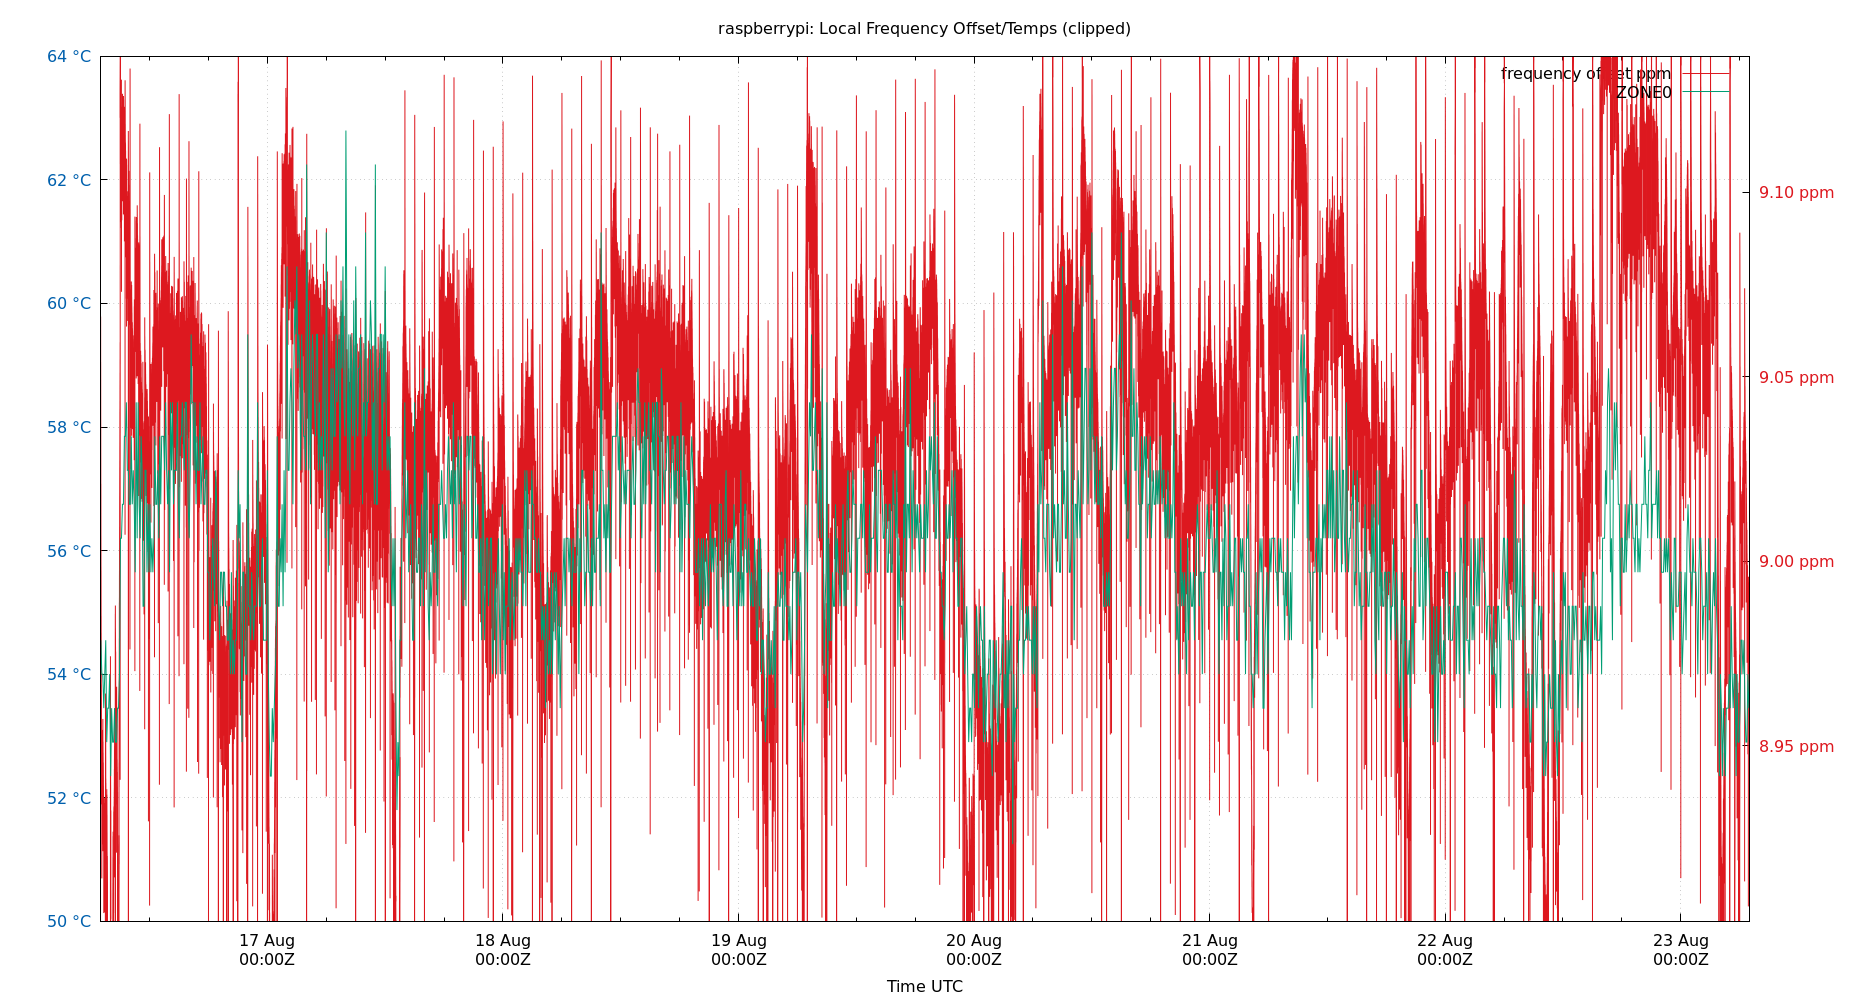 raspberrypi: Local Frequency Offset/Temps (clipped)
64 °C
62 °C
60 °C
58 °C
56 °C
54 °C
52 °C
50 °C
frequency offset ppm
ZONE0
9.10 ppm
9.05 ppm
9.00 ppm
8.95 ppm
17 Aug
00:00Z
18 Aug
00:00Z
19 Aug
00:00Z
20 Aug
00:00Z
21 Aug
00:00Z
22 Aug
00:00Z
23 Aug
00:00Z
Time UTC